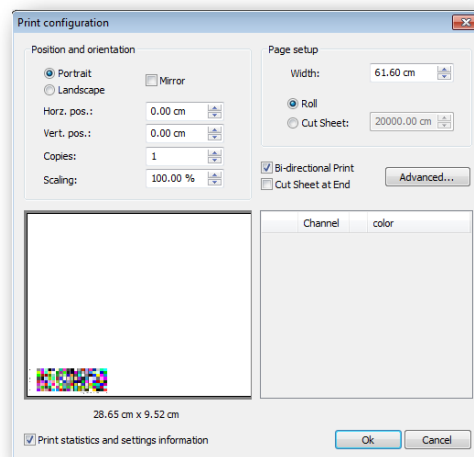 Print configuration
Position and orientation
Portrait
Landscape
Mirror
Horz. pos.: 0.00 cm
Vert. pos.: 0.00 cm
Copies: 1
Scaling: 100.00 %
Page setup
Width: 61.60 cm
Roll
Cut Sheet: 20000.00 cm
Bi-directional Print
Cut Sheet at End
Advanced...
Channel color
28.65 cm x 9.52 cm
Print statistics and settings information
Ok Cancel